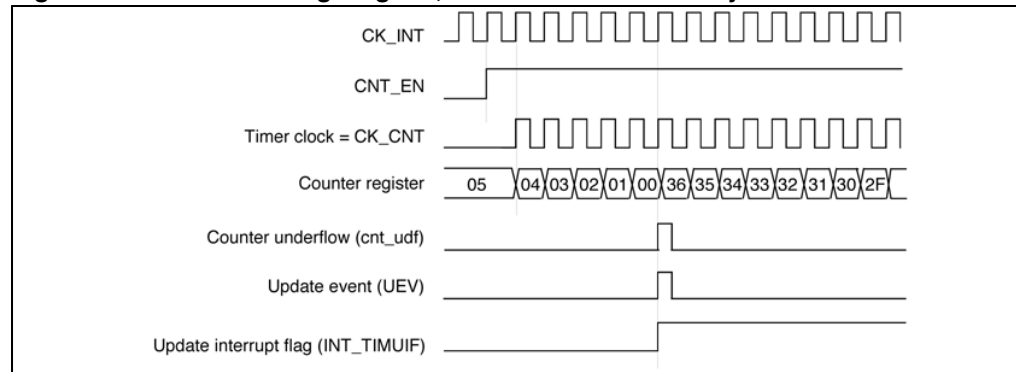 CK_INT
CNT_EN
Timer clock = CK_CNT
Counter register 05 04 03 02 01 00 36 35 34 33 32 31 30 2F
Counter underflow (cnt_udf)
Update event (UEV)
Update interrupt flag (INT_TIMUIF)